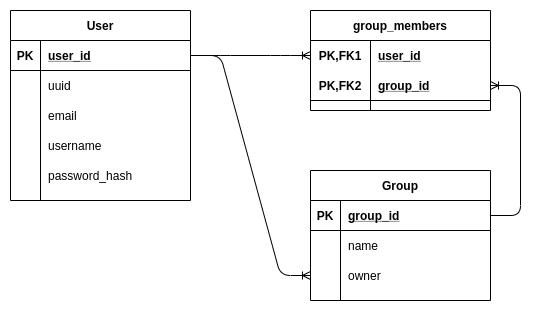 User
PK user_id
uuid
email
username
password_hash
group_members
PK,FK1 user_id
PK,FK2 group_id
Group
PK group_id
name
owner